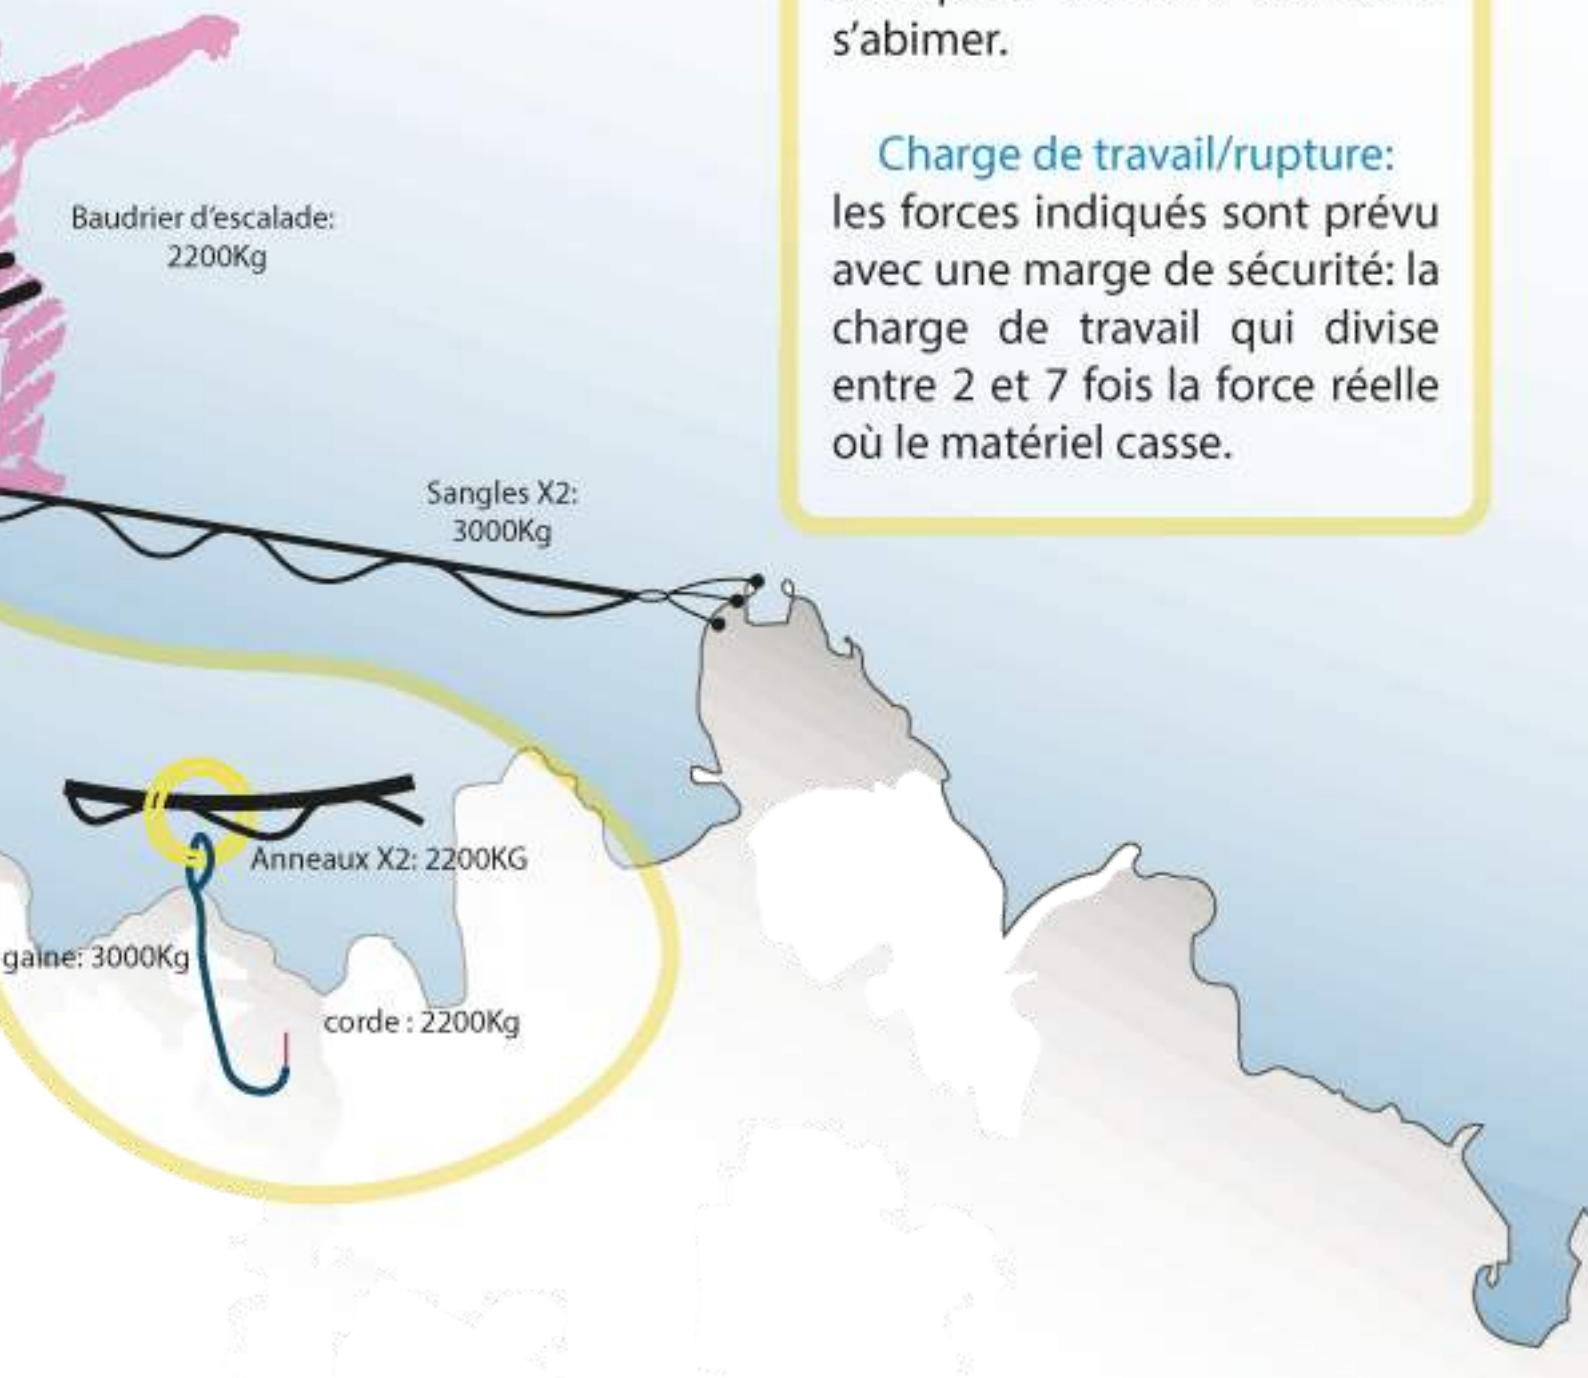 s'abimer.
Charge de travail/rupture:
les forces indiqués sont prévu
avec une marge de sécurité: la
charge de travail qui divise
entre 2 et 7 fois la force réelle
où le matériel casse.
Baudrier d'escalade:
2200Kg
Sangles X2:
3000Kg
Anneaux X2: 2200KG
gaine: 3000Kg
corde : 2200Kg